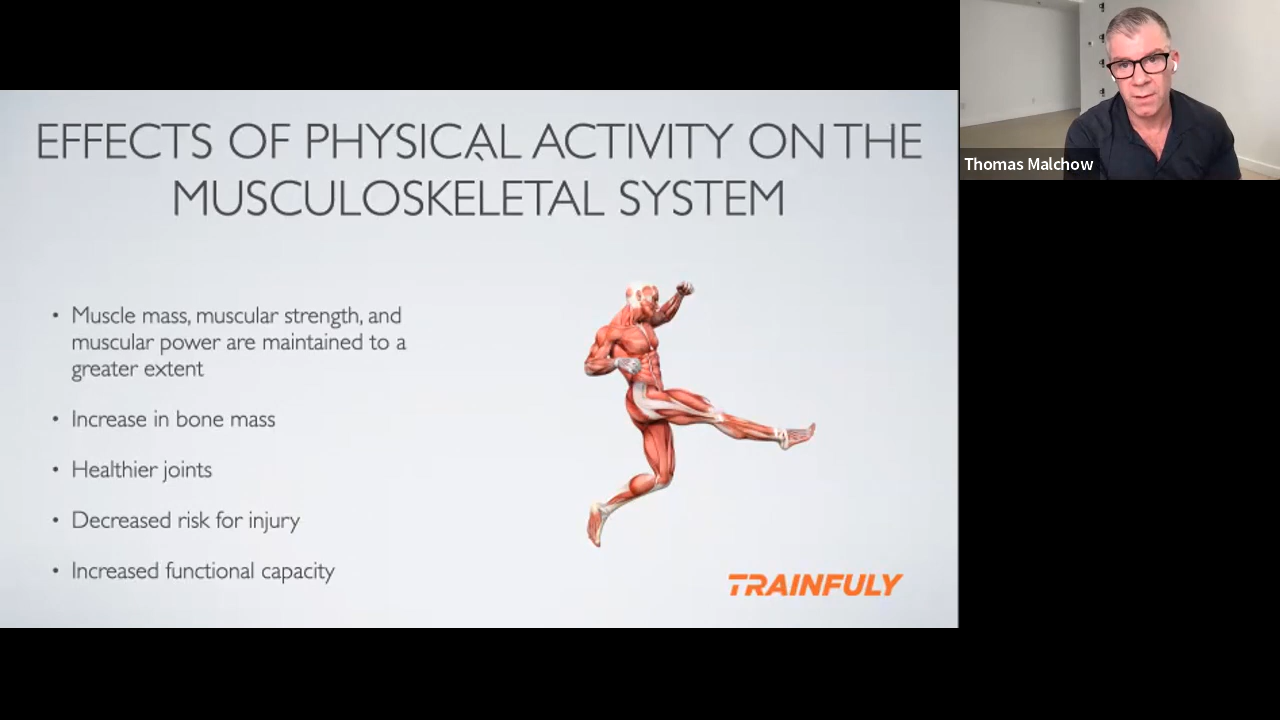 EFFECTS OF PHYSICAL ACTIVITY ON THE
MUSCULOSKELETAL SYSTEM
• Muscle mass, muscular strength, and
muscular power are maintained to a
greater extent
• Increase in bone mass
• Healthier joints
• Decreased risk for injury
• Increased functional capacity
TRAINFULY
Thomas Malchow